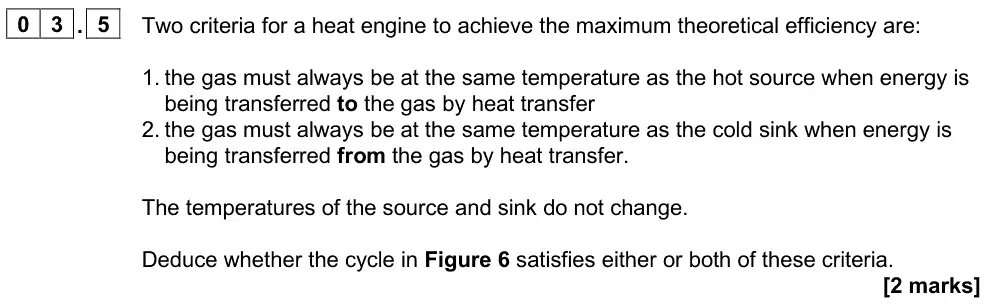 0 3 . 5 Two criteria for a heat engine to achieve the maximum theoretical efficiency are:
1. the gas must always be at the same temperature as the hot source when energy is
being transferred to the gas by heat transfer
2. the gas must always be at the same temperature as the cold sink when energy is
being transferred from the gas by heat transfer.
The temperatures of the source and sink do not change.
Deduce whether the cycle in Figure 6 satisfies either or both of these criteria.
[2 marks]